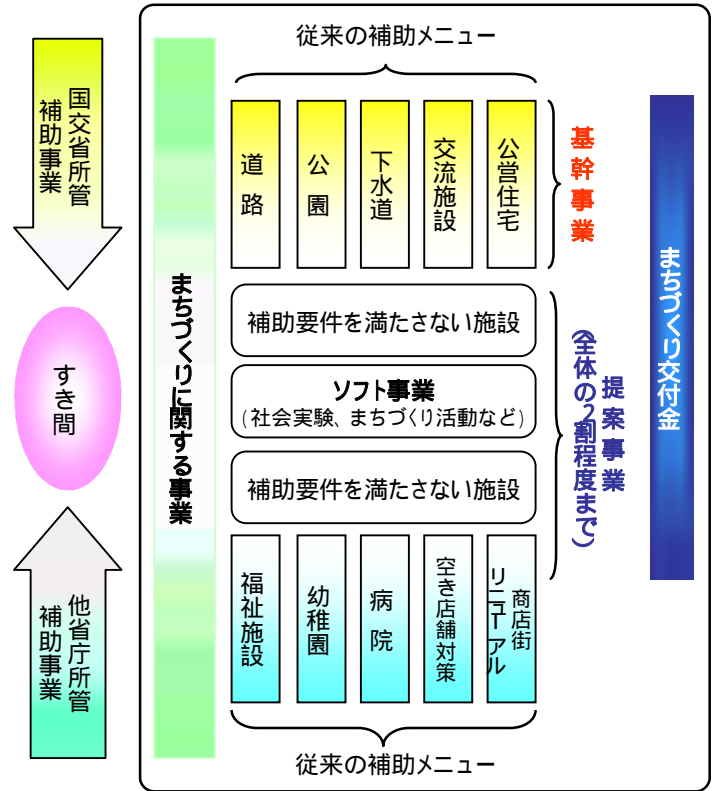 従来の補助メニュー
国交省所管
補助事業
すき間
他省庁所管
補助事業
まちづくりに関する事業
道路
公園
下水道
交流施設
公営住宅
基幹事業
補助要件を満たさない施設
ソフト事業
(社会実験、まちづくり活動など)
補助要件を満たさない施設
提案事業
(全体の2割程度まで)
まちづくり交付金
福祉施設
幼稚園
病院
空き店舗対策
商店街
リニューアル
従来の補助メニュー